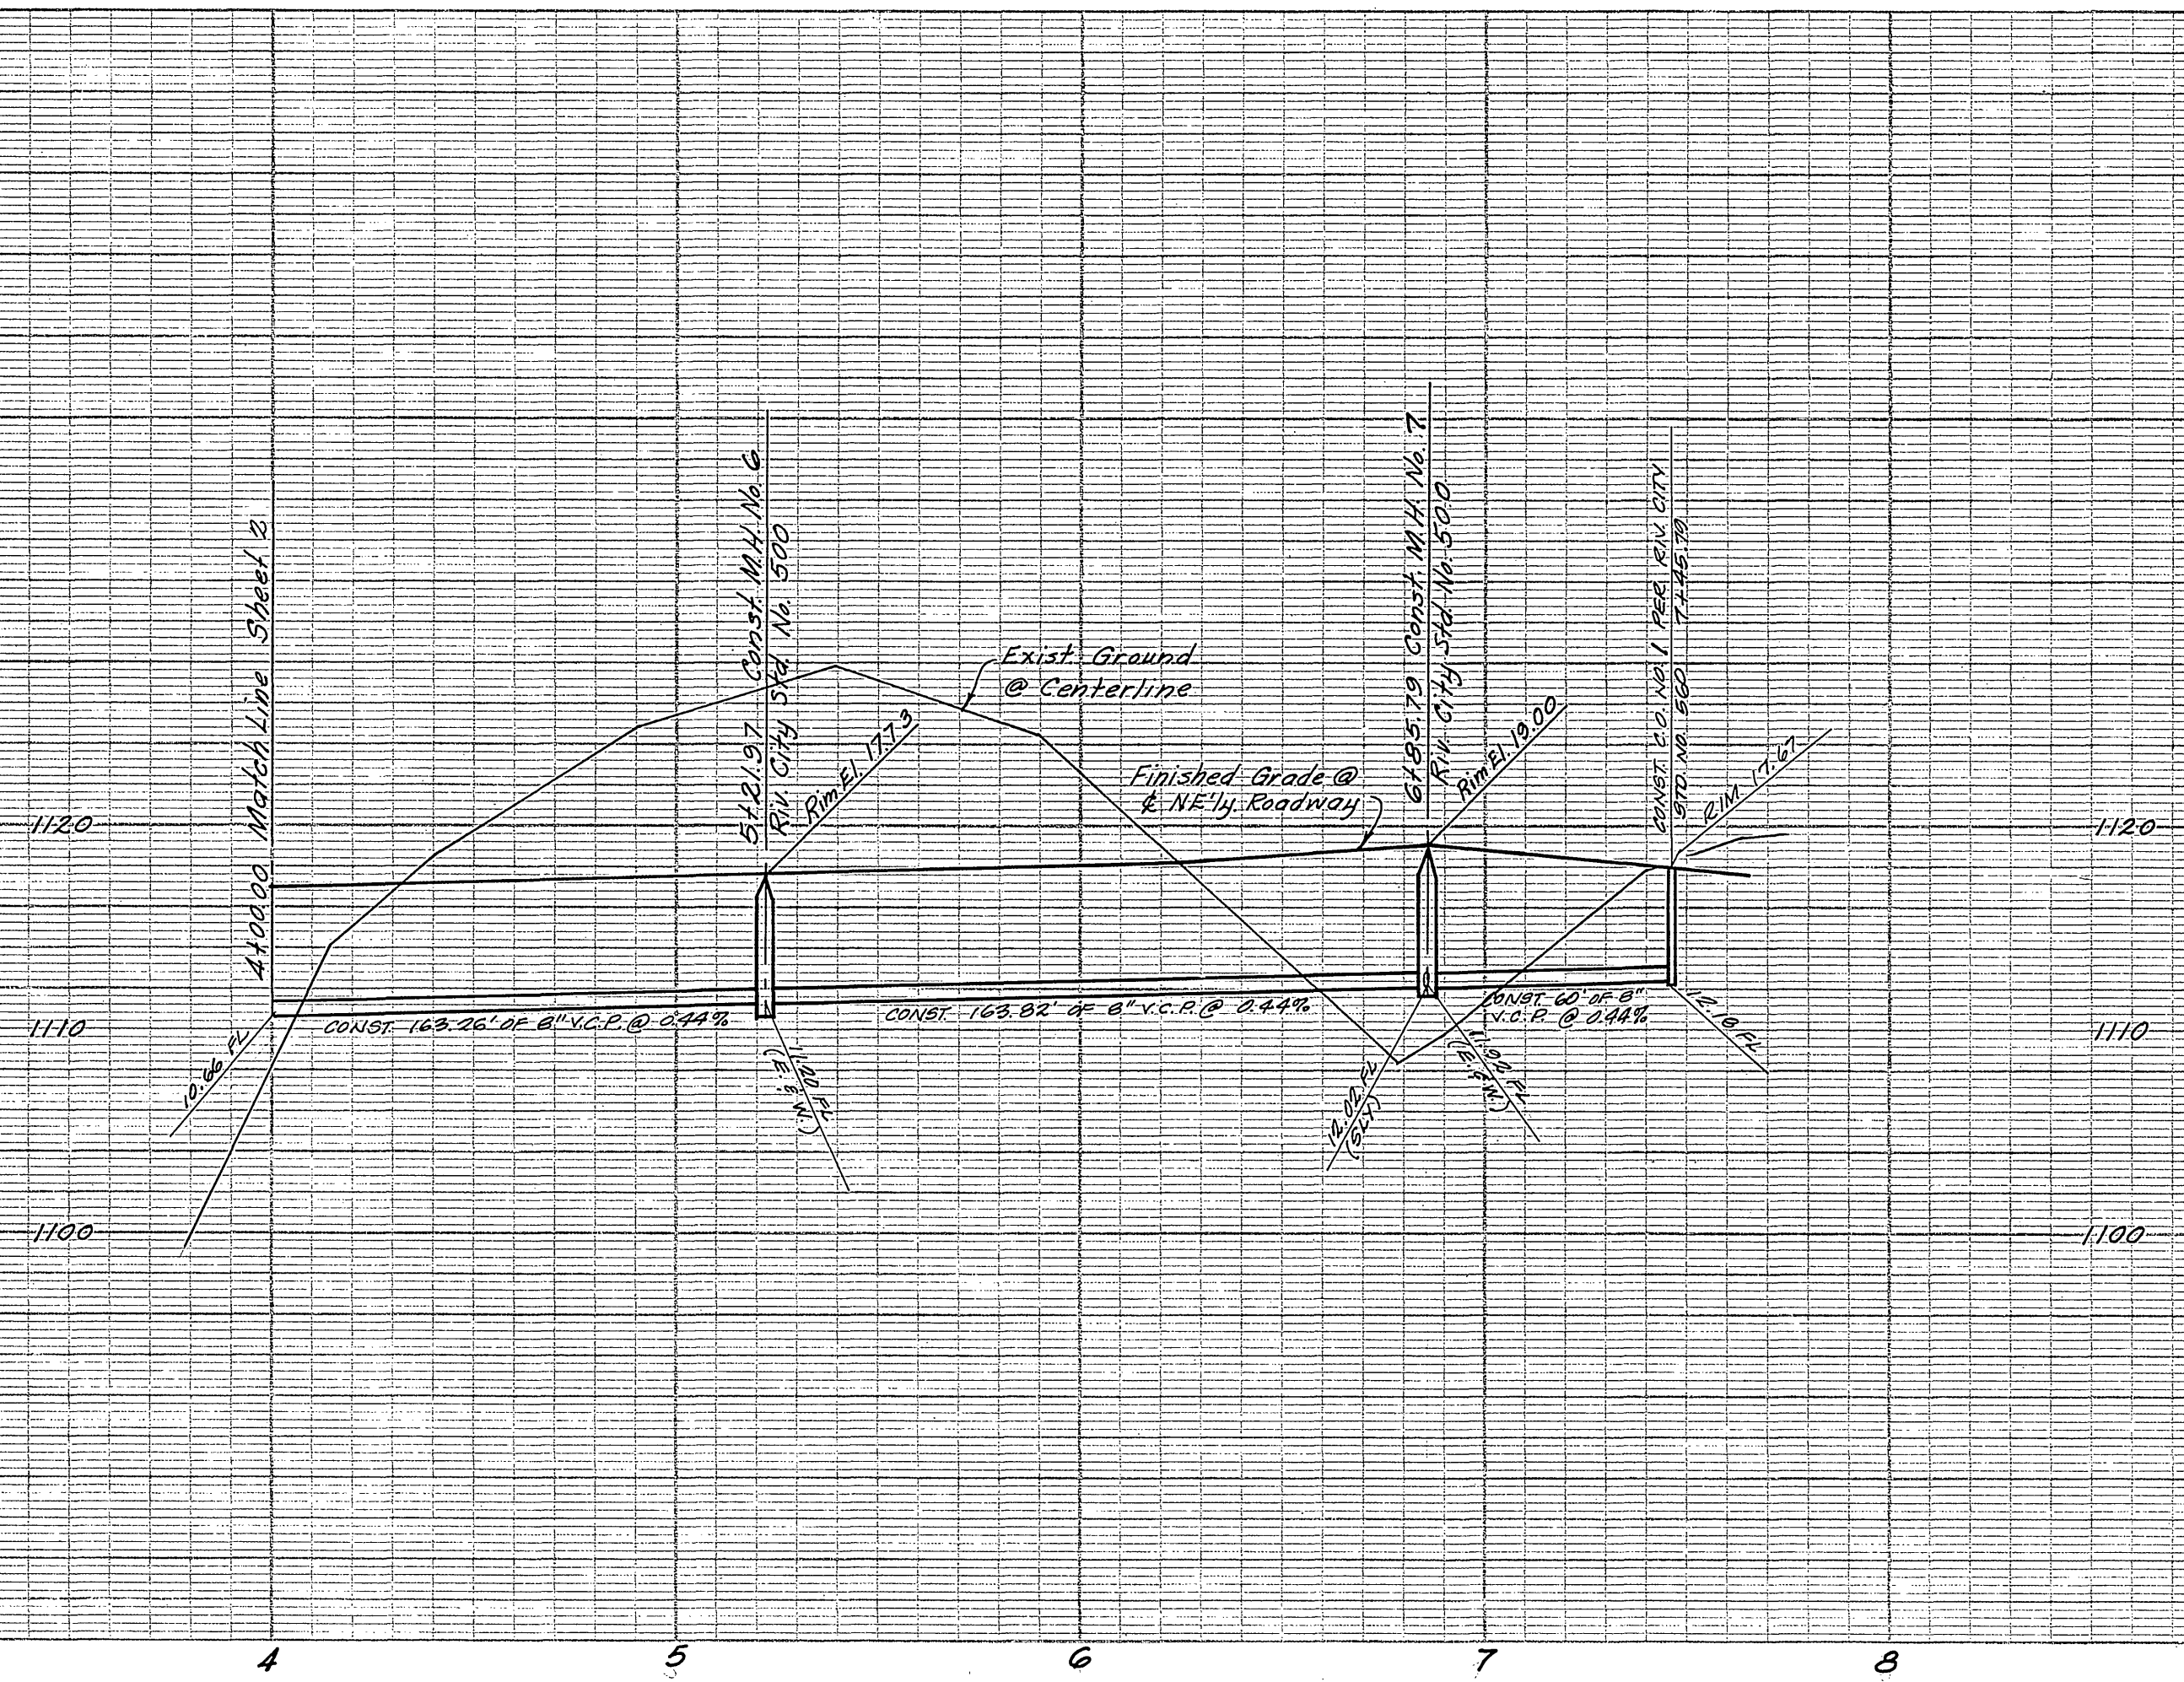 4+00.00 Match Line Sheet 2
5+21.97 Const. M.H. No. 6
Riv. City Std. No. 500
Rim El. 17.73
Exist. Ground
@ Centerline
Finished Grade @
℄ NE'ly. Roadway
6+85.79 Const. M.H. No. 7
Riv. City Std. No. 500
Rim El. 19.00
CONST. C.O. NO. 1 PER RIV. CITY
STD. NO. 560 7+45.79
RIM 17.67
1120
1120
1110
1110
1100
1100
CONST. 163.26' OF 8" V.C.P. @ 0.44%
CONST. 163.82' OF 8" V.C.P. @ 0.44%
CONST. 60' OF 8"
V.C.P. @ 0.44%
10.66 FL
11.20 FL
(E. & W.)
12.02 FL
(SLY)
11.92 FL
(E. & W.)
12.18 FL
4
5
6
7
8